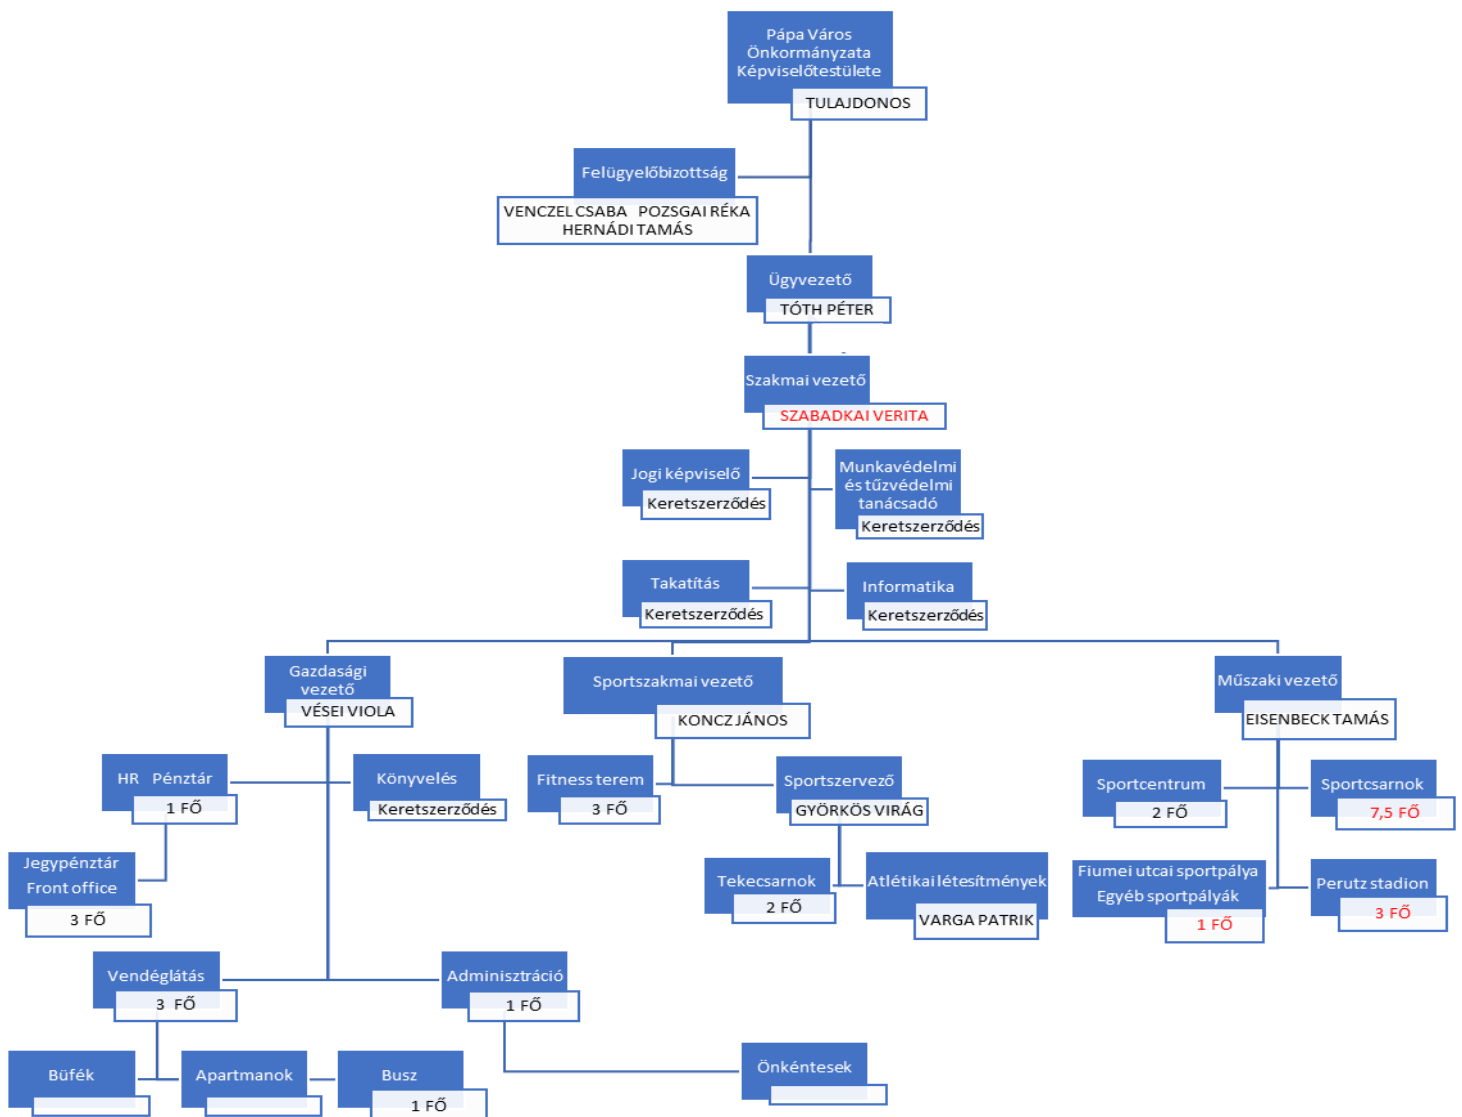 Pápa Város
Önkormányzata
Képviselőtestülete
TULAJDONOS
Felügyelőbizottság
VENCZEL CSABA POZSGAI RÉKA
HERNÁDI TAMÁS
Ügyvezető
TÓTH PÉTER
Szakmai vezető
SZABADKAI VERITA
Jogi képviselő
Keretszerződés
Munkavédelmi
és tűzvédelmi
tanácsadó
Keretszerződés
Takatítás
Keretszerződés
Informatika
Keretszerződés
Gazdasági
vezető
VÉSEI VIOLA
Sportszakmai vezető
KONCZ JÁNOS
Műszaki vezető
EISENBECK TAMÁS
HR Pénztár
1 FŐ
Könyvelés
Keretszerződés
Fitness terem
3 FŐ
Sportszervező
GYÖRKÖS VIRÁG
Sportcentrum
2 FŐ
Sportcsarnok
7,5 FŐ
Jegypénztár
Front office
3 FŐ
Tekecsarnok
2 FŐ
Atlétikai létesítmények
VARGA PATRIK
Fiumei utcai sportpálya
Egyéb sportpályák
1 FŐ
Perutz stadion
3 FŐ
Vendéglátás
3 FŐ
Adminisztráció
1 FŐ
Büfék
Apartmanok
Busz
1 FŐ
Önkéntesek